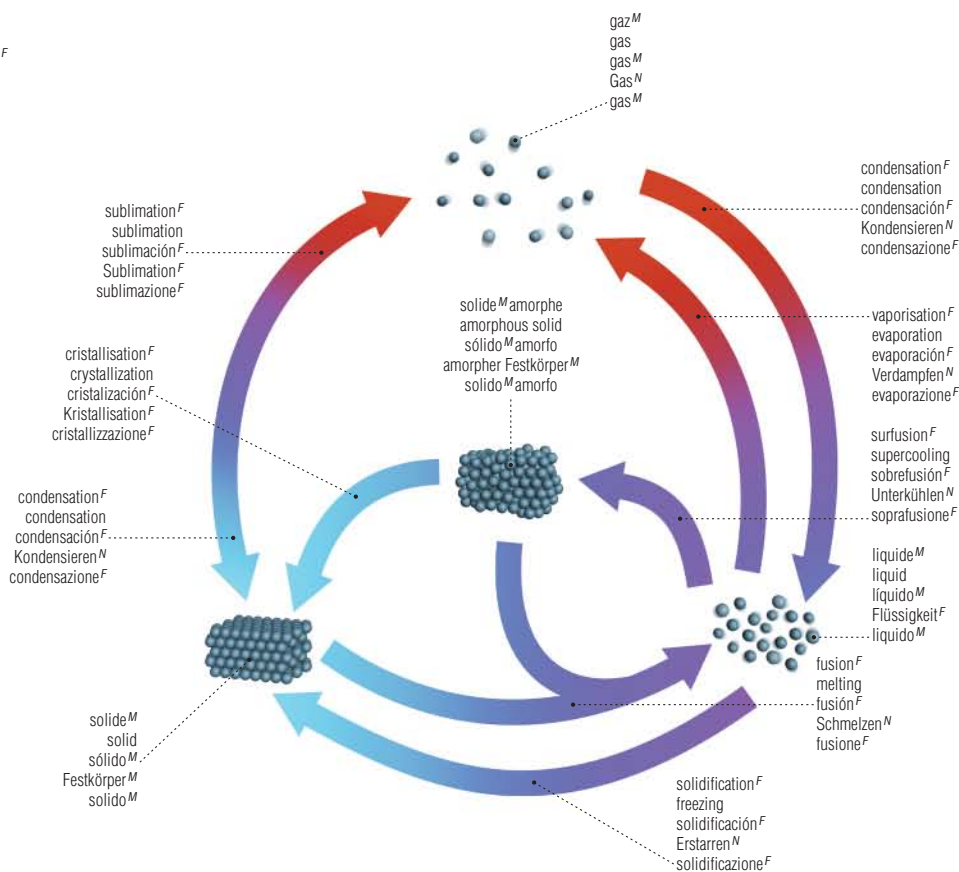 F
gaz M
gas
gas M
Gas N
gas M
condensation F
condensation
condensación F
Kondensieren N
condensazione F
sublimation F
sublimation
sublimación F
Sublimation F
sublimazione F
solide M amorphe
amorphous solid
sólido M amorfo
amorpher Festkörper M
solido M amorfo
vaporisation F
evaporation
evaporación F
Verdampfen N
evaporazione F
cristallisation F
crystallization
cristalización F
Kristallisation F
cristallizzazione F
surfusion F
supercooling
sobrefusión F
Unterkühlen N
soprafusione F
condensation F
condensation
condensación F
Kondensieren N
condensazione F
liquide M
liquid
líquido M
Flüssigkeit F
liquido M
fusion F
melting
fusión F
Schmelzen N
fusione F
solide M
solid
sólido M
Festkörper M
solido M
solidification F
freezing
solidificación F
Erstarren N
solidificazione F